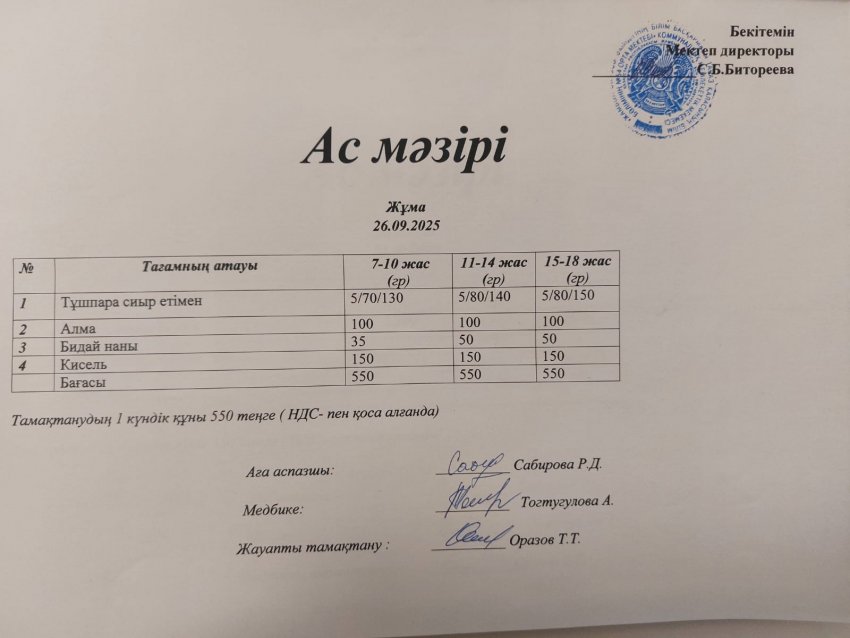 Бекітемін
Мектеп директоры
С.Б.Битореева
Ас мәзірі
Жұма
26.09.2025
№ Тағамның атауы 7-10 жас (гр) 11-14 жас (гр) 15-18 жас (гр)
1 Тұшпара сиыр етімен 5/70/130 5/80/140 5/80/150
2 Алма 100 100 100
3 Бидай наны 35 50 50
4 Кисель 150 150 150
Бағасы 550 550 550
Тамақтанудың 1 күндік құны 550 теңге ( НДС- пен қоса алғанда)
Аға аспазшы: Сабирова Р.Д.
Медбике: Тогтугулова А.
Жауапты тамақтану : Оразов Т.Т.